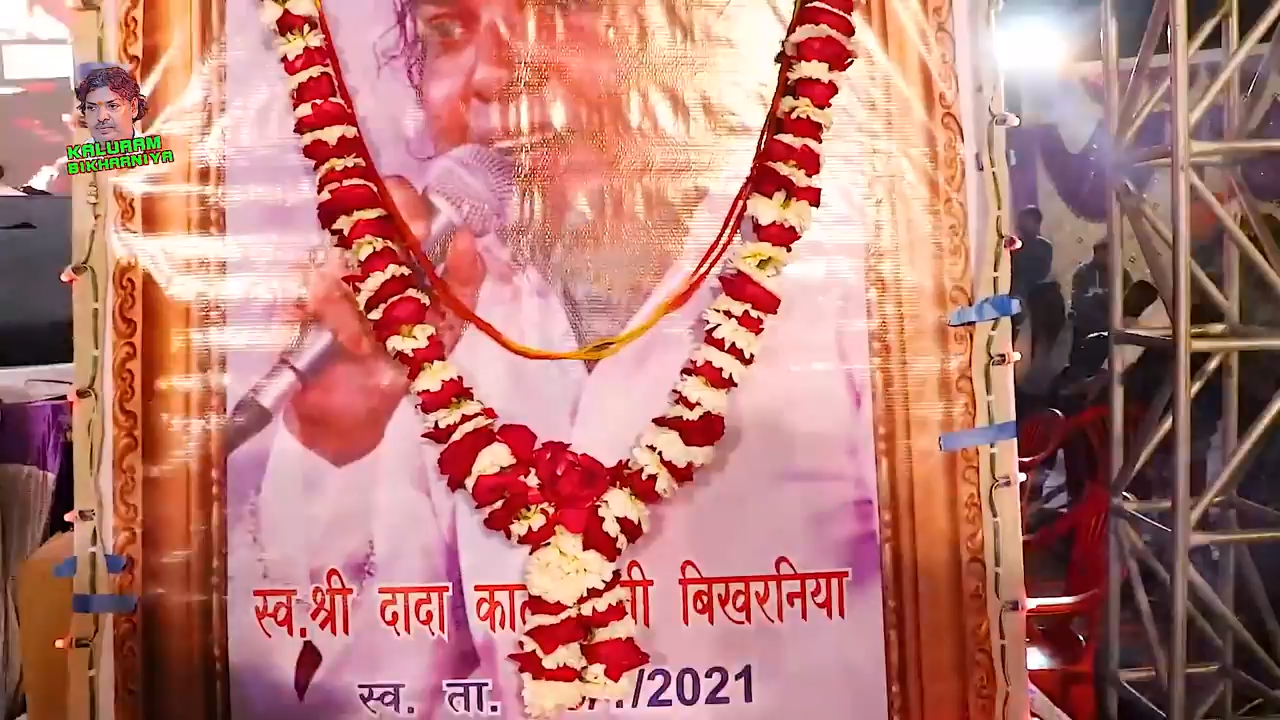 KALURAM
BIKHARNIYA
स्व.श्री दादा बिखरनिया
स्व. ता. /2021